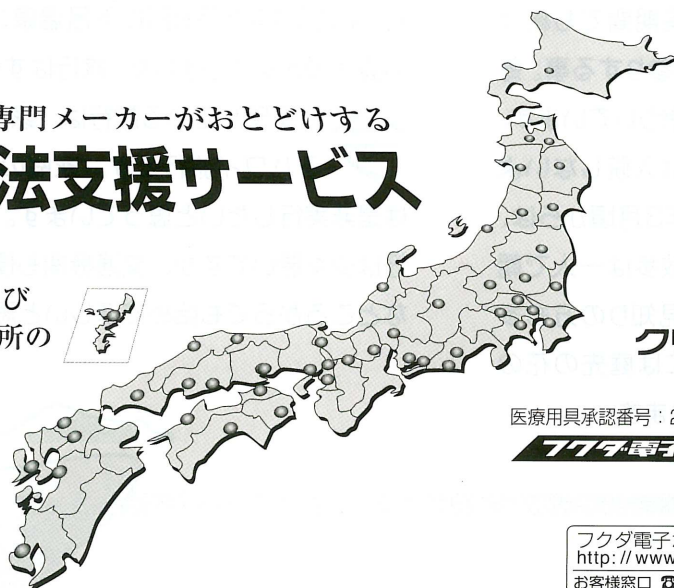 専門メーカーがおとどけする
法支援サービス
び
所の
ク
医療用具承認番号:2
フクダ電子
フクダ電子
http://www
お客様窓口 ☎